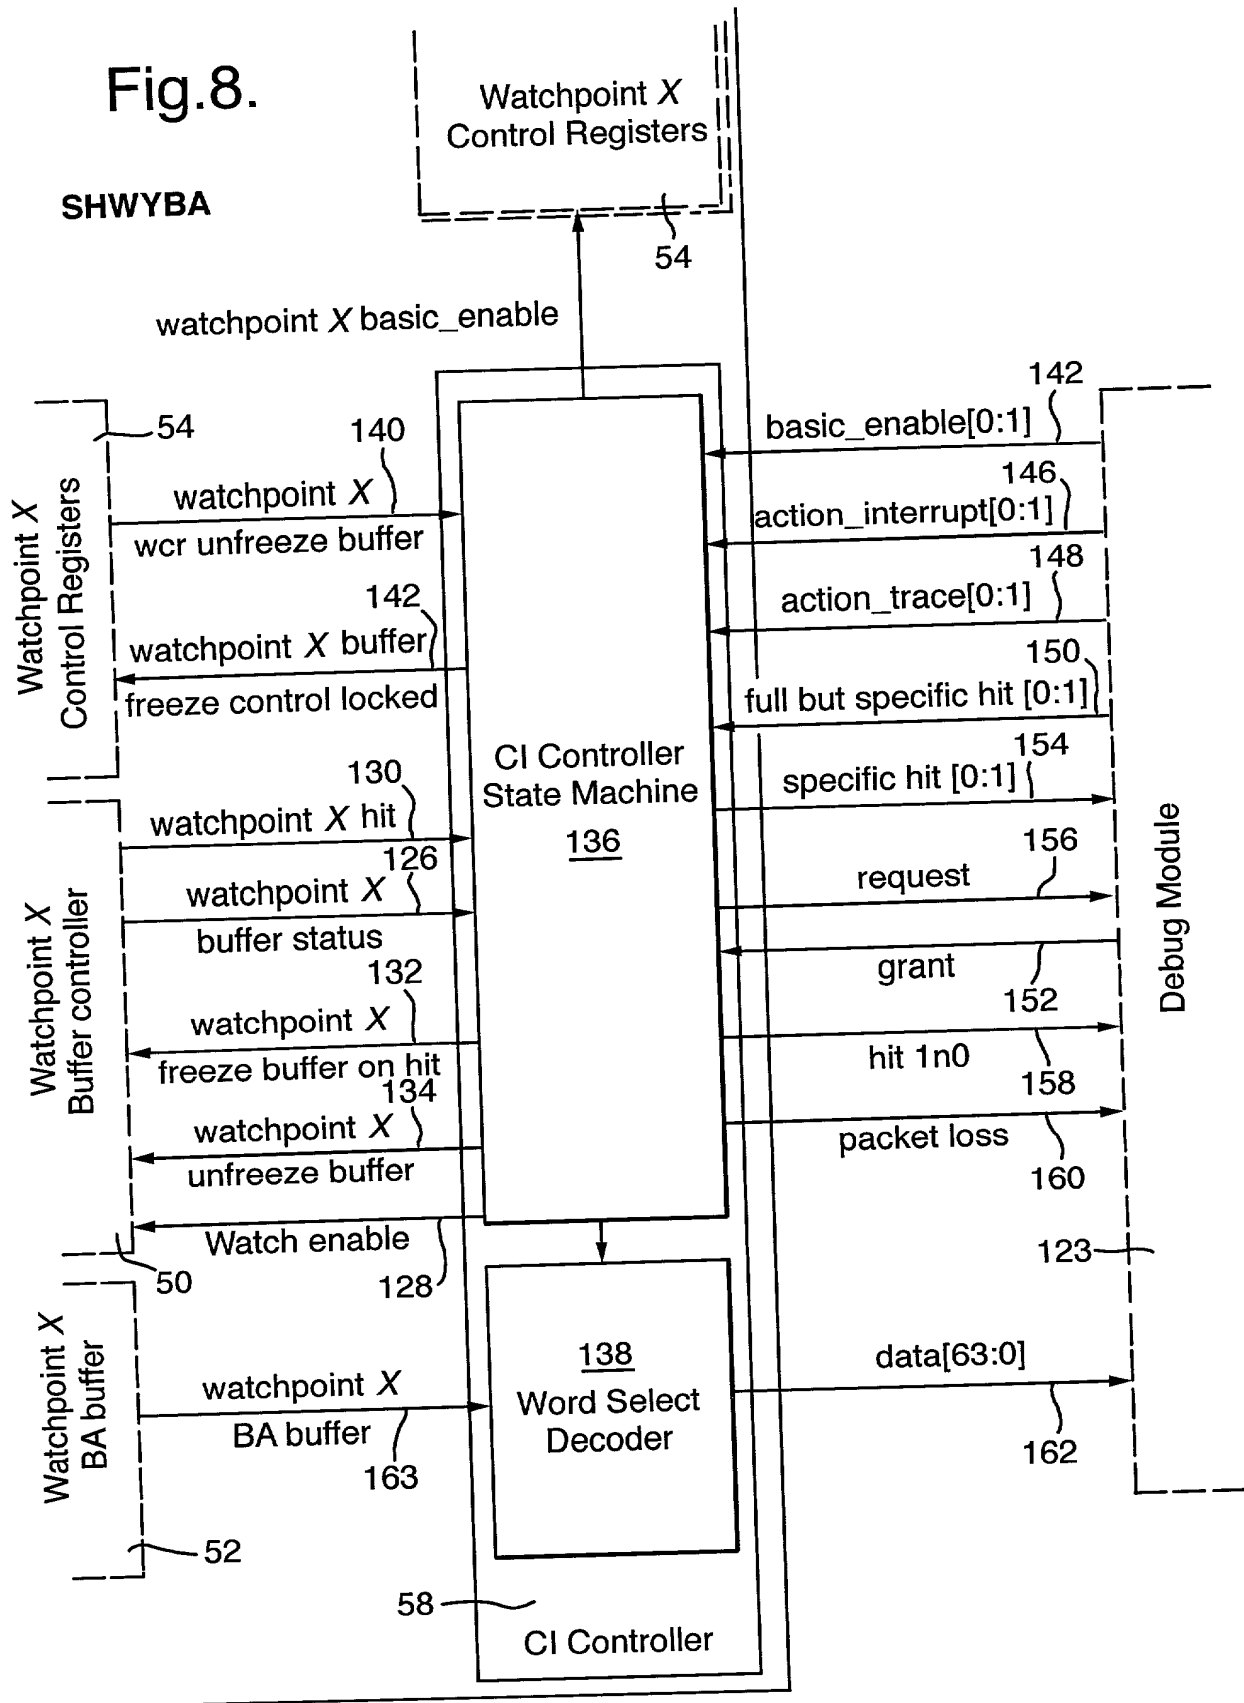 Fig.8.
SHWYBA
Watchpoint X
Control Registers
54
watchpoint X basic_enable
Watchpoint X
Control Registers
54
140
watchpoint X
wcr unfreeze buffer
142
watchpoint X buffer
freeze control locked
Watchpoint X
Buffer controller
130
watchpoint X hit
126
watchpoint X
buffer status
132
watchpoint X
freeze buffer on hit
134
watchpoint X
unfreeze buffer
Watch enable
50
128
Watchpoint X
BA buffer
watchpoint X
BA buffer
163
52
CI Controller
State Machine
136
138
Word Select
Decoder
58
CI Controller
142
basic_enable[0:1]
146
action_interrupt[0:1]
148
action_trace[0:1]
150
full but specific hit [0:1]
154
specific hit [0:1]
156
request
grant
152
hit 1n0
158
packet loss
160
123
Debug Module
data[63:0]
162